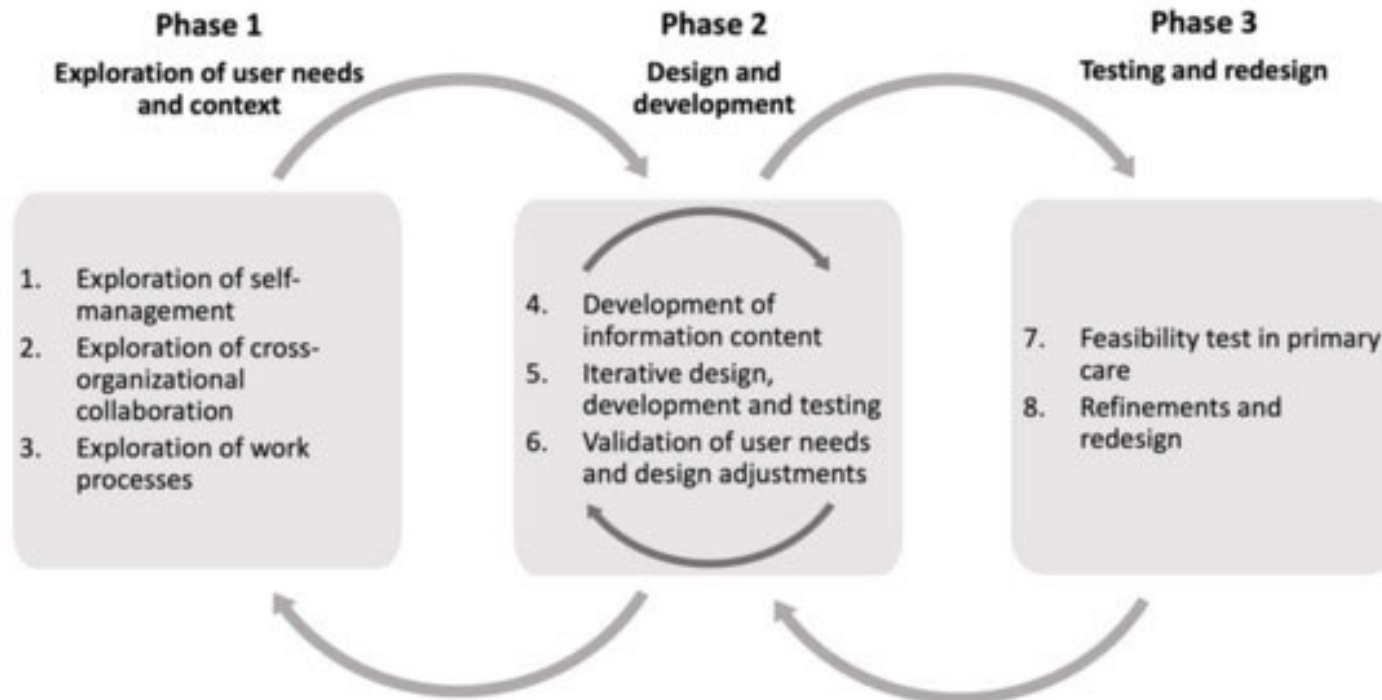 Phase 1
Exploration of user needs
and context
Phase 2
Design and
development
Phase 3
Testing and redesign
1. Exploration of self-
management
2. Exploration of cross-
organizational
collaboration
3. Exploration of work
processes
4. Development of
information content
5. Iterative design,
development and testing
6. Validation of user needs
and design adjustments
7. Feasibility test in primary
care
8. Refinements and
redesign